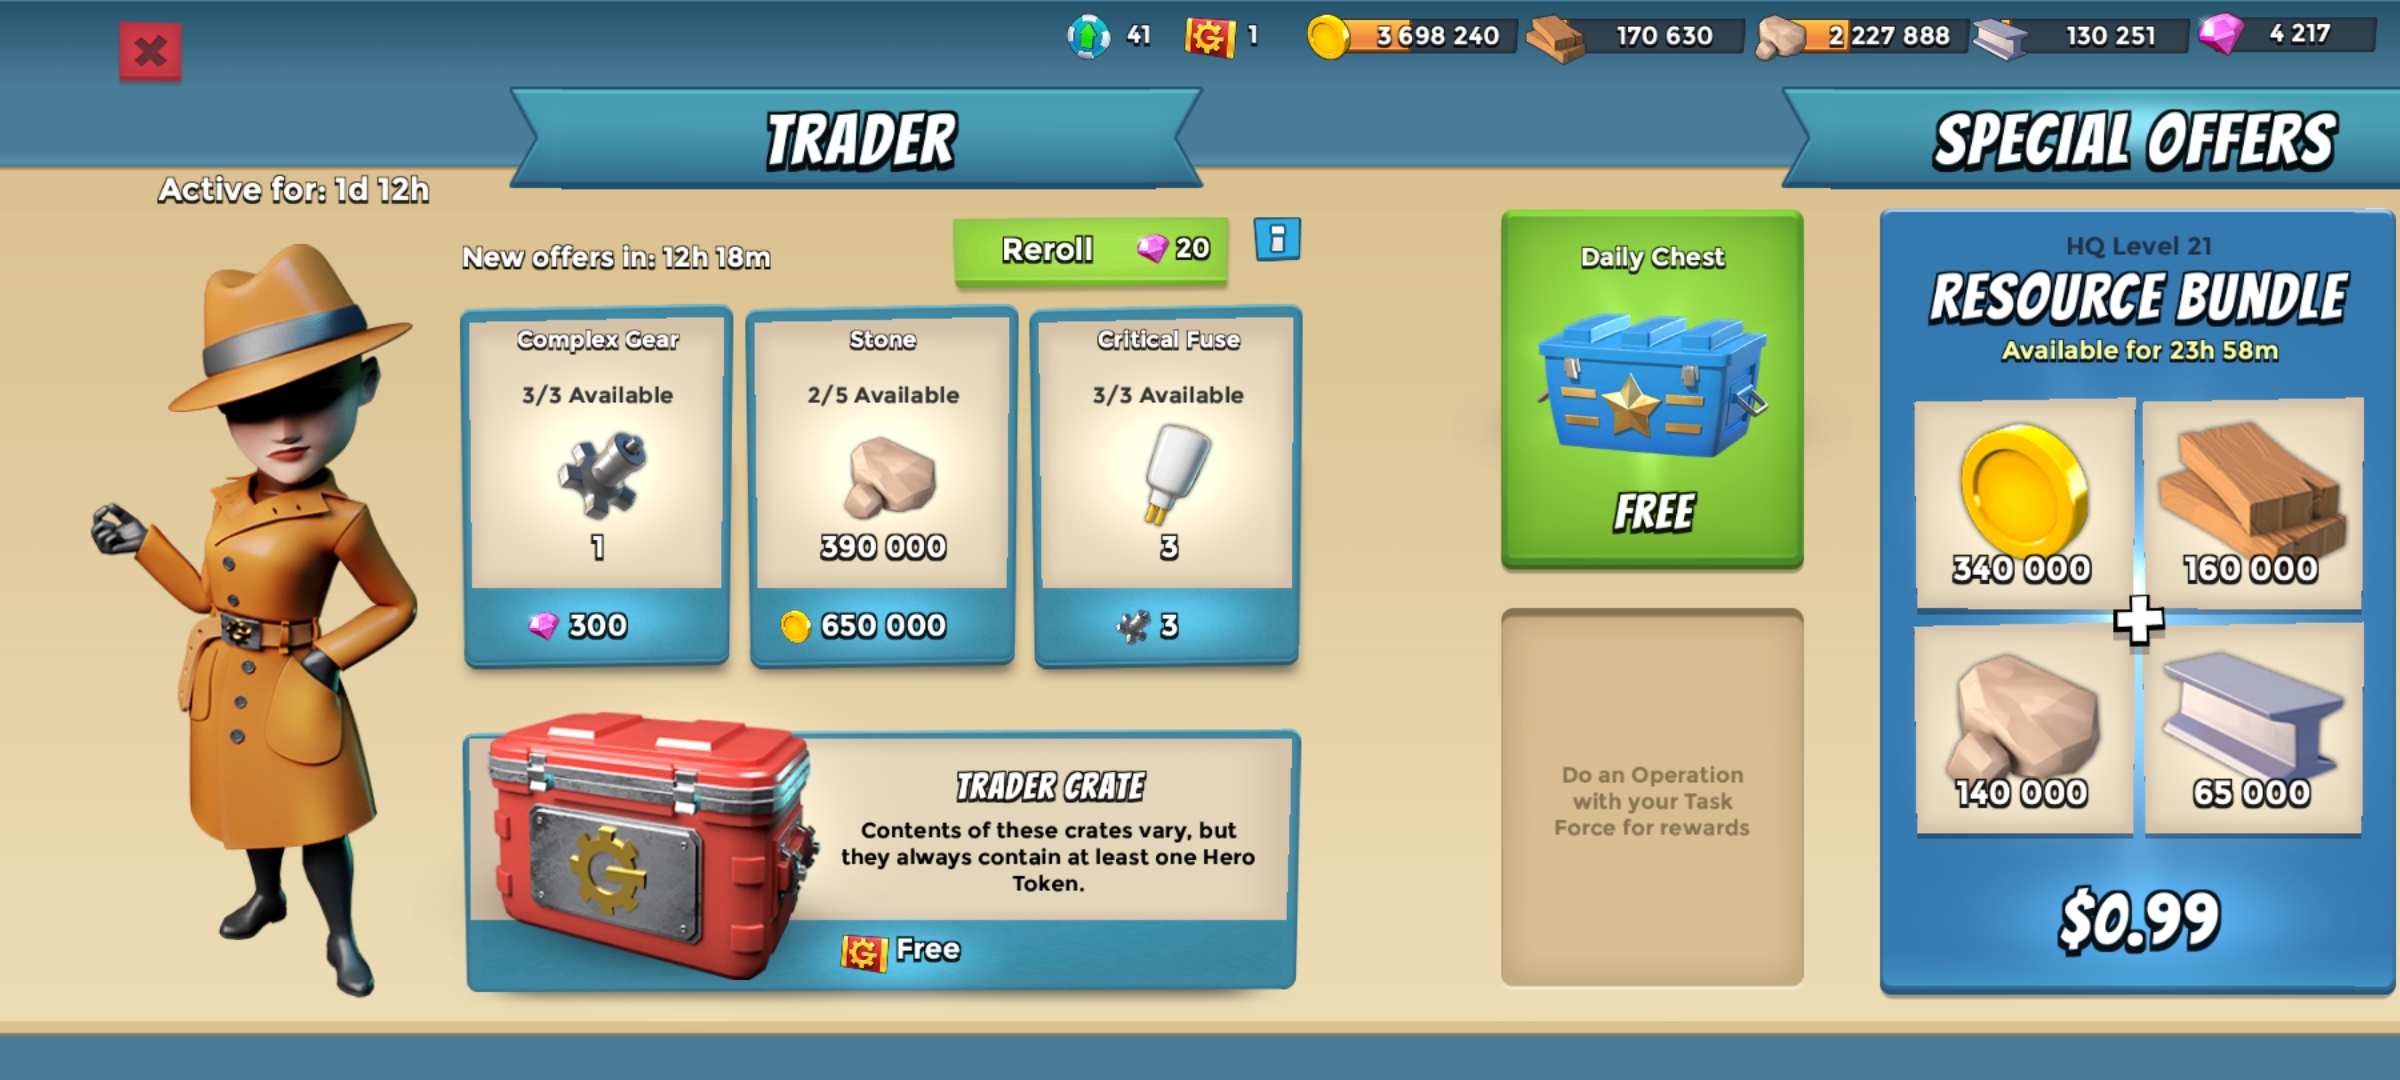 41
1
3 698 240
170 630
2 227 888
130 251
4 217
TRADER
SPECIAL OFFERS
Active for: 1d 12h
New offers in: 12h 18m
Reroll 20
i
Complex Gear
3/3 Available
1
300
Stone
2/5 Available
390 000
650 000
Critical Fuse
3/3 Available
3
3
TRADER CRATE
Contents of these crates vary, but
they always contain at least one Hero
Token.
G
G Free
Daily Chest
FREE
Do an Operation
with your Task
Force for rewards
HQ Level 21
RESOURCE BUNDLE
Available for 23h 58m
340 000
160 000
140 000
65 000
$0.99